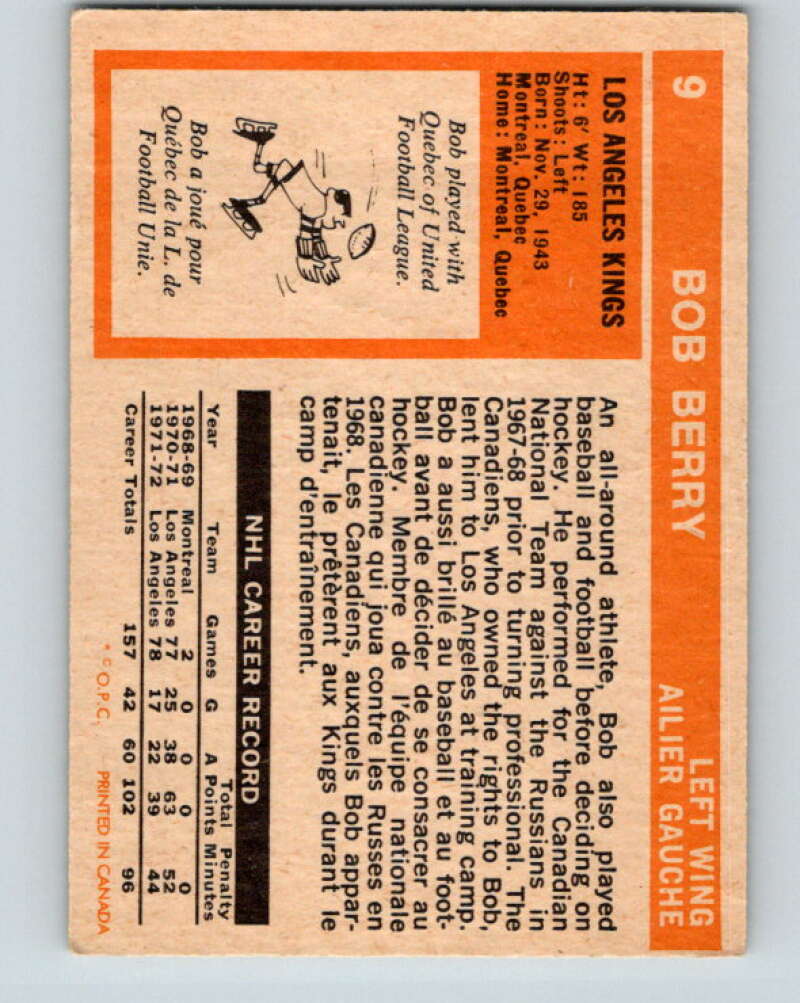 9 BOB BERRY LEFT WING
AILIER GAUCHE
LOS ANGELES KINGS
Ht: 6' Wt: 185
Shoots: Left
Born: Nov. 29, 1943
Montreal, Quebec
Home: Montreal, Quebec
Bob played with
Quebec of United
Football League.
Bob a joué pour
Québec de la L. de
Football Unie.
An all-around athlete, Bob also played
baseball and football before deciding on
hockey. He performed for the Canadian
National Team against the Russians in
1967-68 prior to turning professional. The
Canadiens, who owned the rights to Bob,
lent him to Los Angeles at training camp.
Bob a aussi brillé au baseball et au foot-
ball avant de décider de se consacrer au
hockey. Membre de l'équipe nationale
canadienne qui joua contre les Russes en
1968. Les Canadiens, auxquels Bob appar-
tenait, le prêtèrent aux Kings durant le
camp d'entraînement.
NHL CAREER RECORD
Total Penalty
Year Team Games G A Points Minutes
1968-69 Montreal 2 0 0 0 0
1970-71 Los Angeles 77 25 38 63 52
1971-72 Los Angeles 78 17 22 39 44
Career Totals 157 42 60 102 96
* © O.P.C. PRINTED IN CANADA